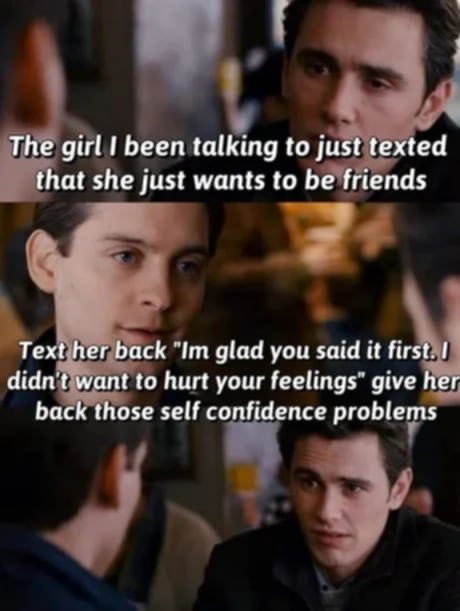 The girl I been talking to just texted
that she just wants to be friends
Text her back "Im glad you said it first. I
didn't want to hurt your feelings" give her
back those self confidence problems